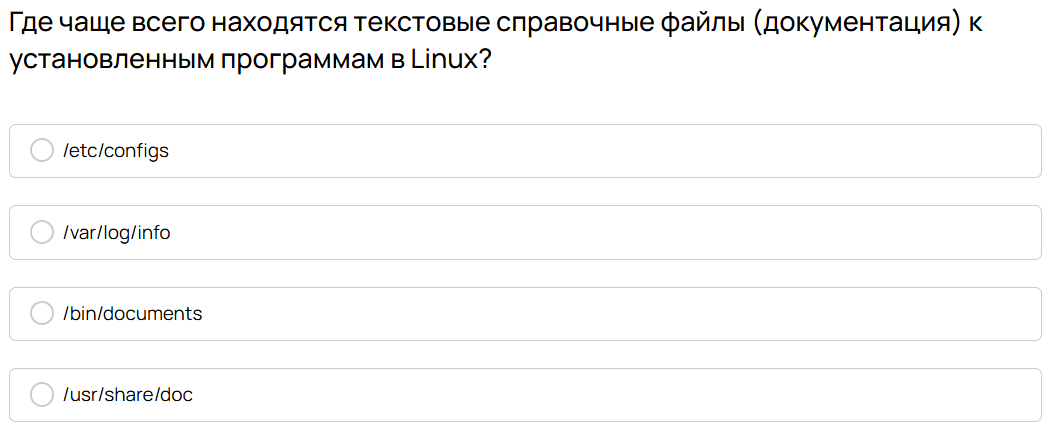 Где чаще всего находятся текстовые справочные файлы (документация) к
установленным программам в Linux?
/etc/configs
/var/log/info
/bin/documents
/usr/share/doc